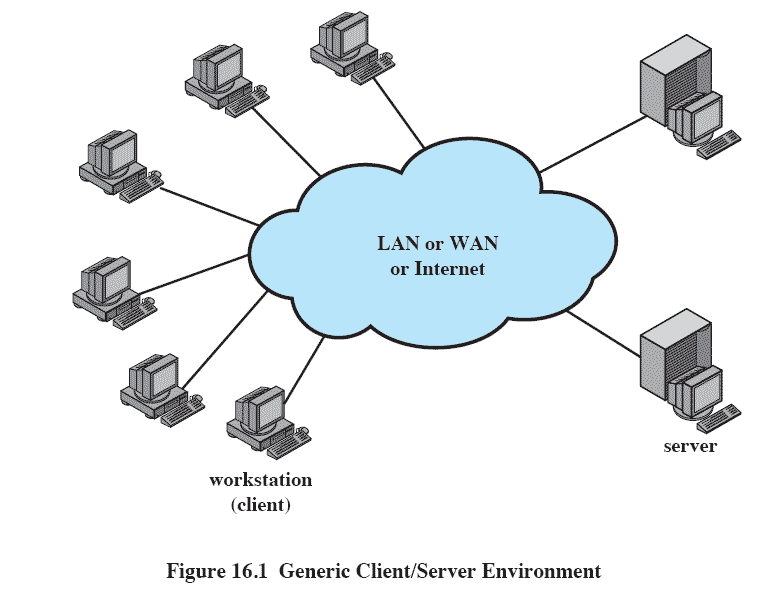 LAN or WAN
or Internet
server
workstation
(client)
Figure 16.1  Generic Client/Server Environment